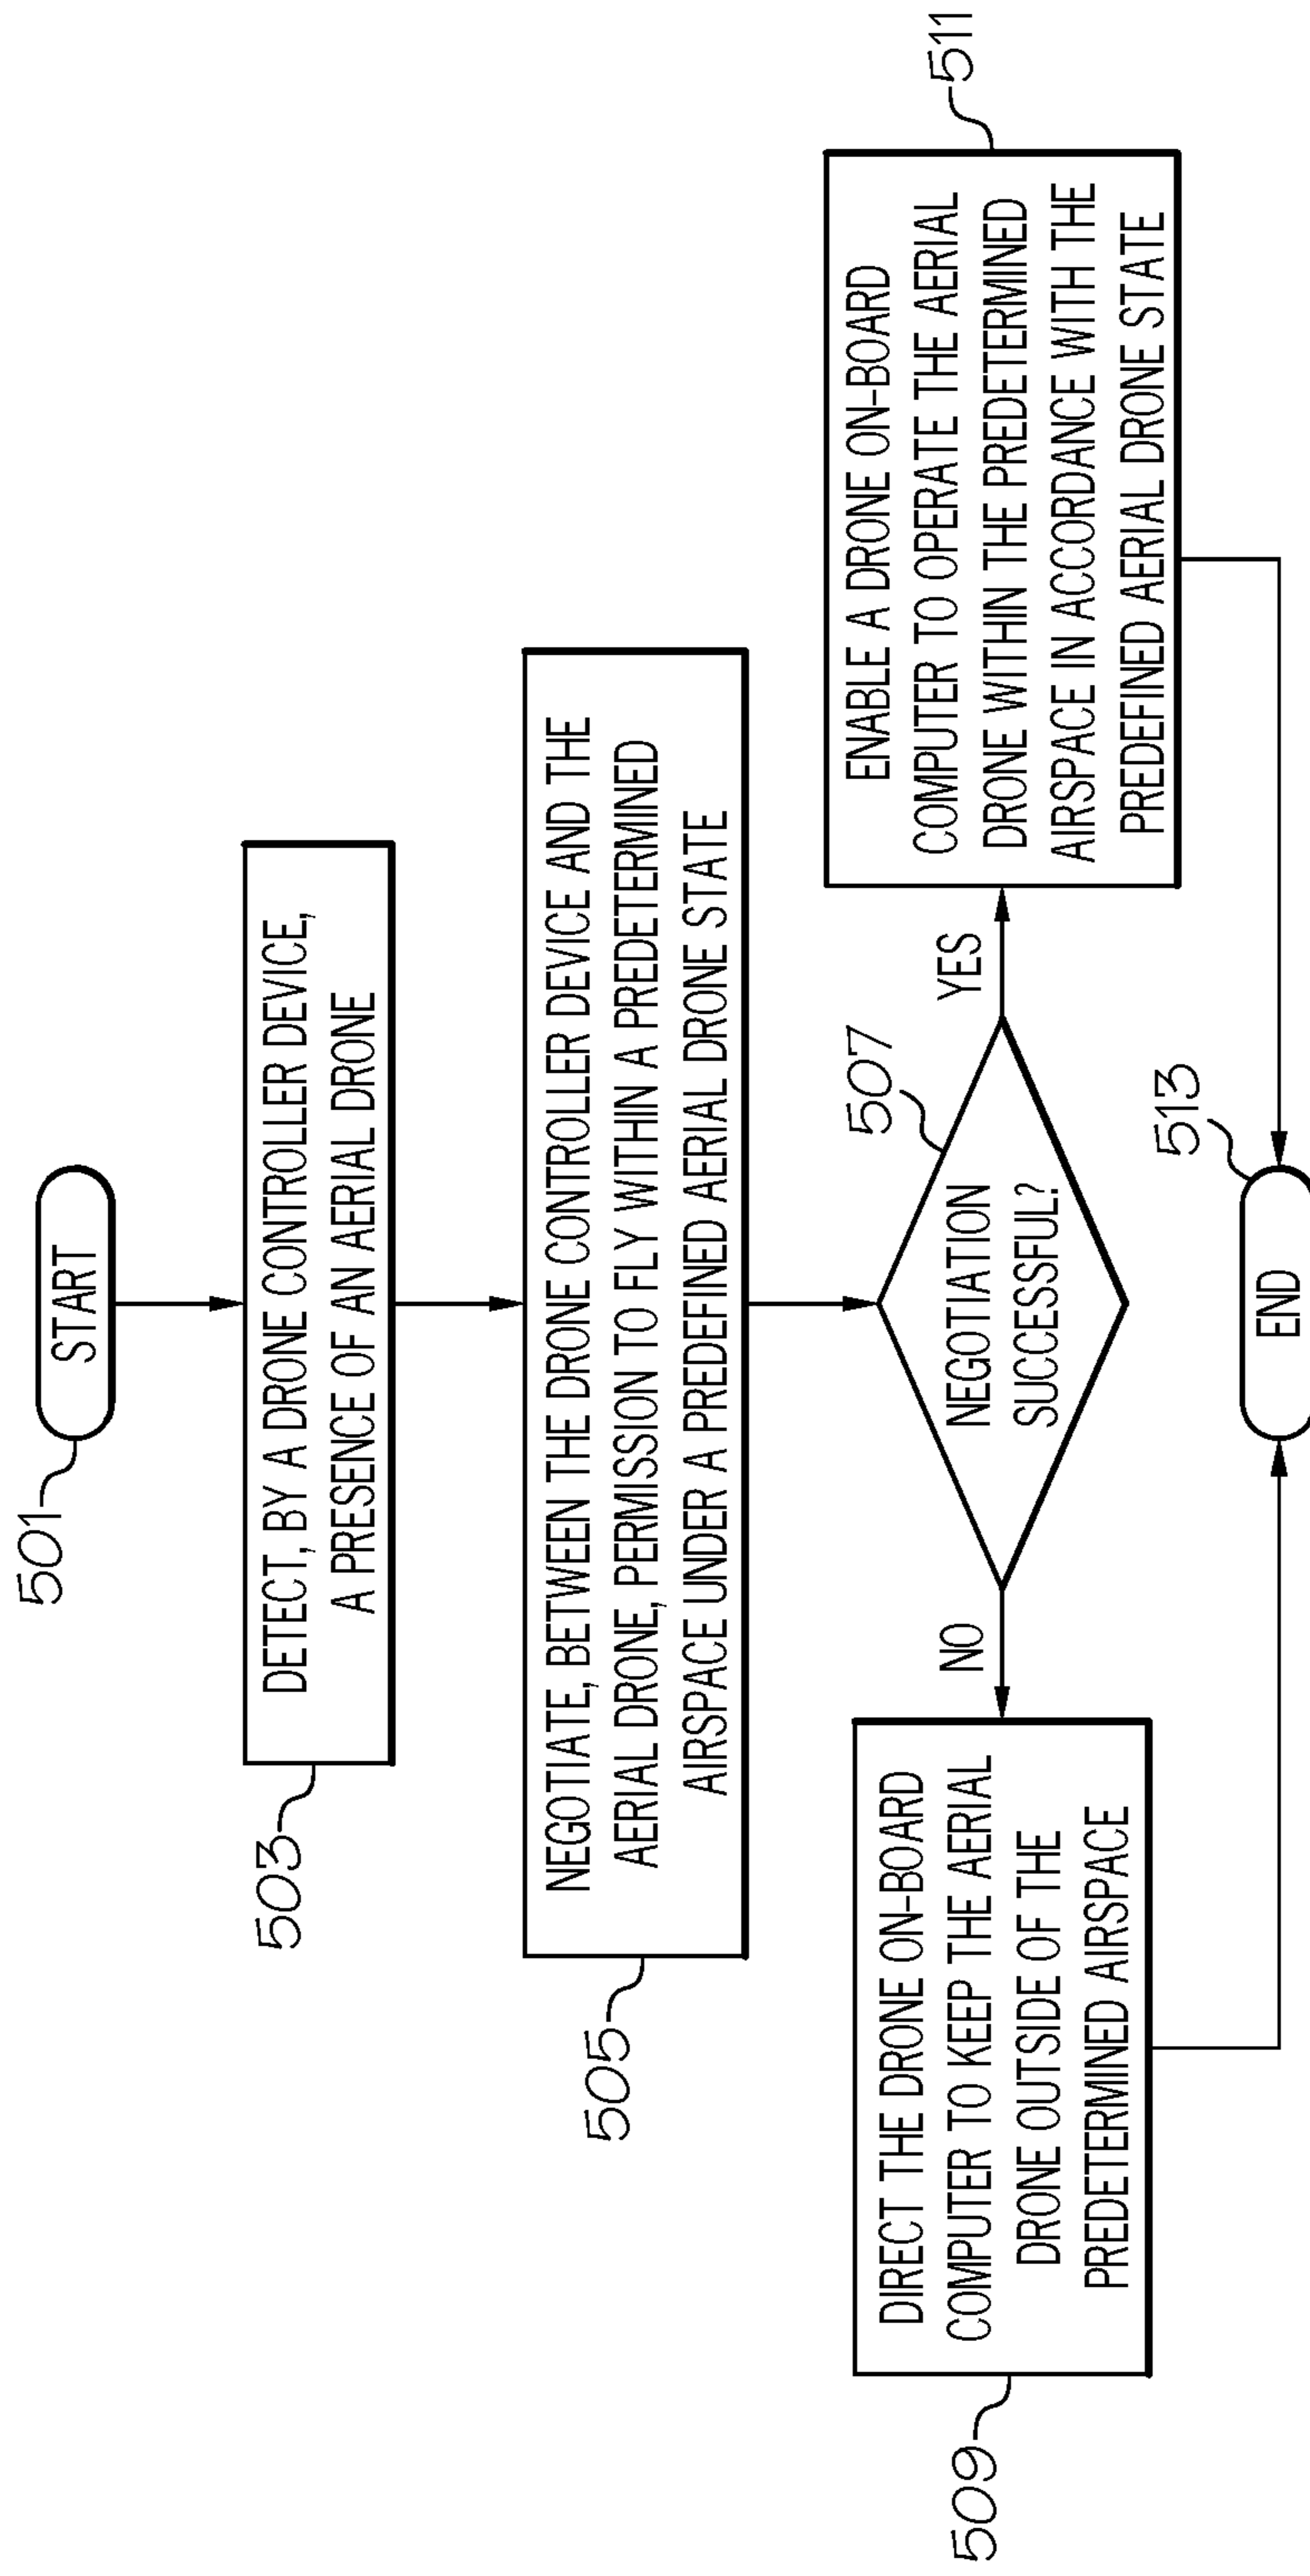 501
START
503
DETECT, BY A DRONE CONTROLLER DEVICE,
A PRESENCE OF AN AERIAL DRONE
505
NEGOTIATE, BETWEEN THE DRONE CONTROLLER DEVICE AND THE
AERIAL DRONE, PERMISSION TO FLY WITHIN A PREDETERMINED
AIRSPACE UNDER A PREDEFINED AERIAL DRONE STATE
507
NEGOTIATION
SUCCESSFUL?
NO
YES
509
DIRECT THE DRONE ON-BOARD
COMPUTER TO KEEP THE AERIAL
DRONE OUTSIDE OF THE
PREDETERMINED AIRSPACE
511
ENABLE A DRONE ON-BOARD
COMPUTER TO OPERATE THE AERIAL
DRONE WITHIN THE PREDETERMINED
AIRSPACE IN ACCORDANCE WITH THE
PREDEFINED AERIAL DRONE STATE
513
END